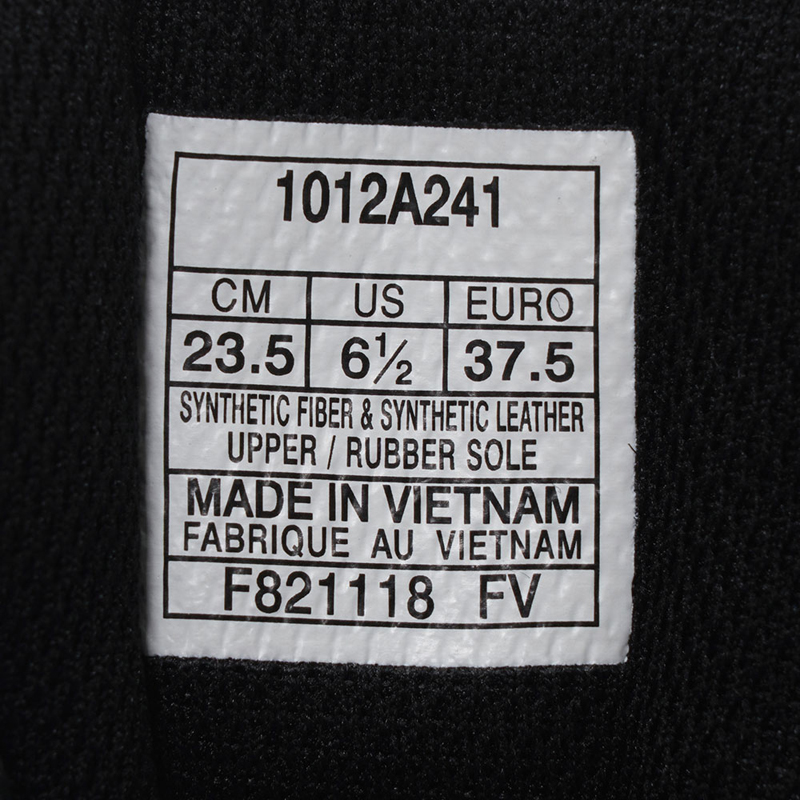 1012A241
CM US EURO
23.5 6½ 37.5
SYNTHETIC FIBER & SYNTHETIC LEATHER
UPPER / RUBBER SOLE
MADE IN VIETNAM
FABRIQUE AU VIETNAM
F821118 FV